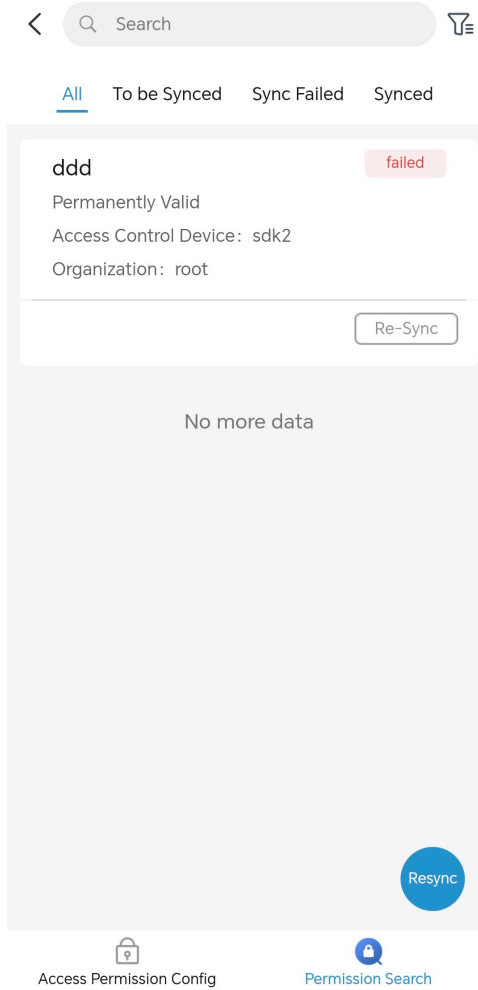 Search
All To be Synced Sync Failed Synced
ddd failed
Permanently Valid
Access Control Device: sdk2
Organization: root
Re-Sync
No more data
Resync
Access Permission Config Permission Search